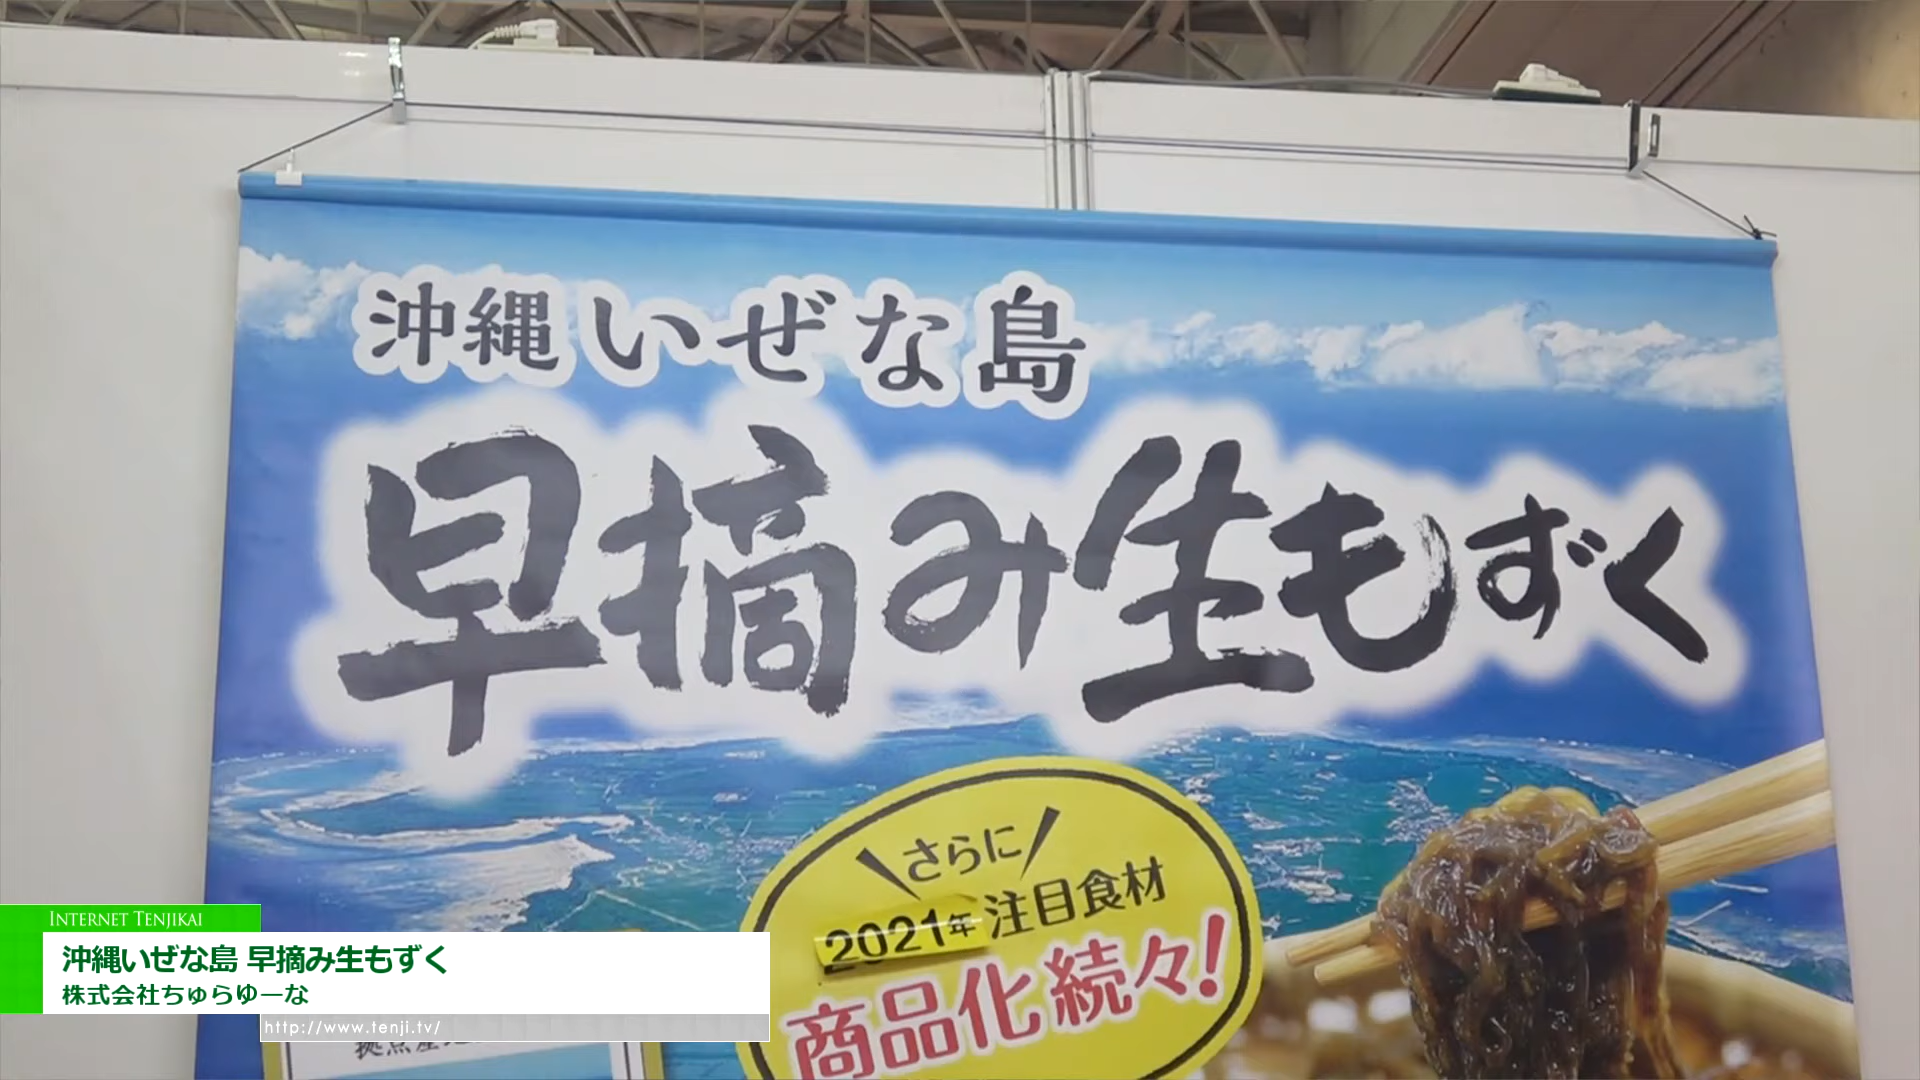 沖縄いぜな島
早摘み生もずく
さらに
2021年注目食材
商品化続々!
INTERNET TENJIKAI
沖縄いぜな島 早摘み生もずく
株式会社ちゅらゆーな
http://www.tenji.tv/